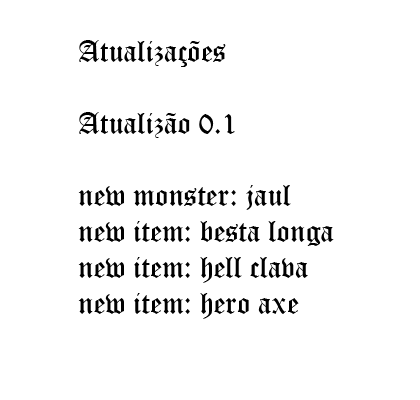 Atualizações
Atualizão 0.1
new monster: jaul
new item: besta longa
new item: hell clava
new item: hero axe